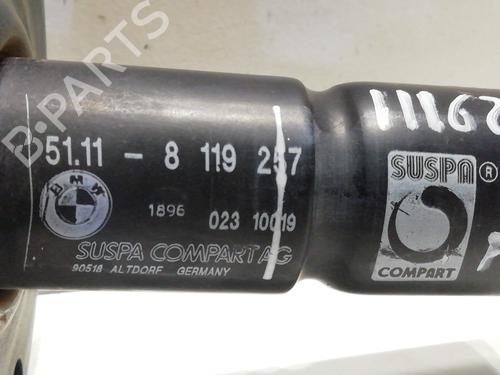 B-PARTS
51.11 - 8 119 257
BMW
1896 023 10019
SUSPA COMPART AG
90518 ALTDORF GERMANY
SUSPA ®
COMPART